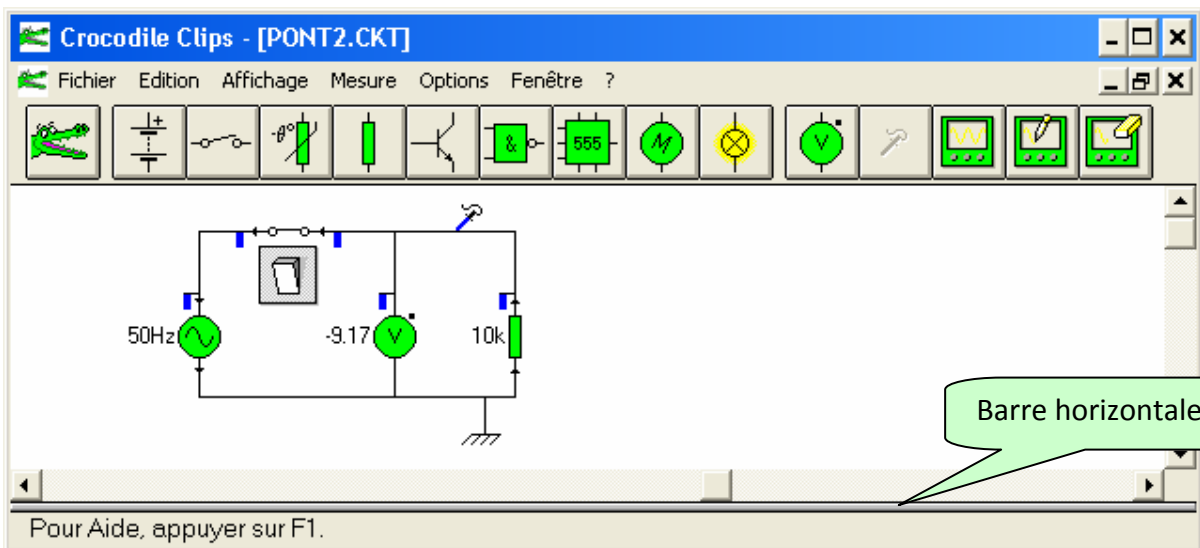 Crocodile Clips - [PONT2.CKT]
Fichier Edition Affichage Mesure Options Fenêtre ?
-θ° & 555 M V
50Hz -9.17 V 10k
Barre horizontale
Pour Aide, appuyer sur F1.